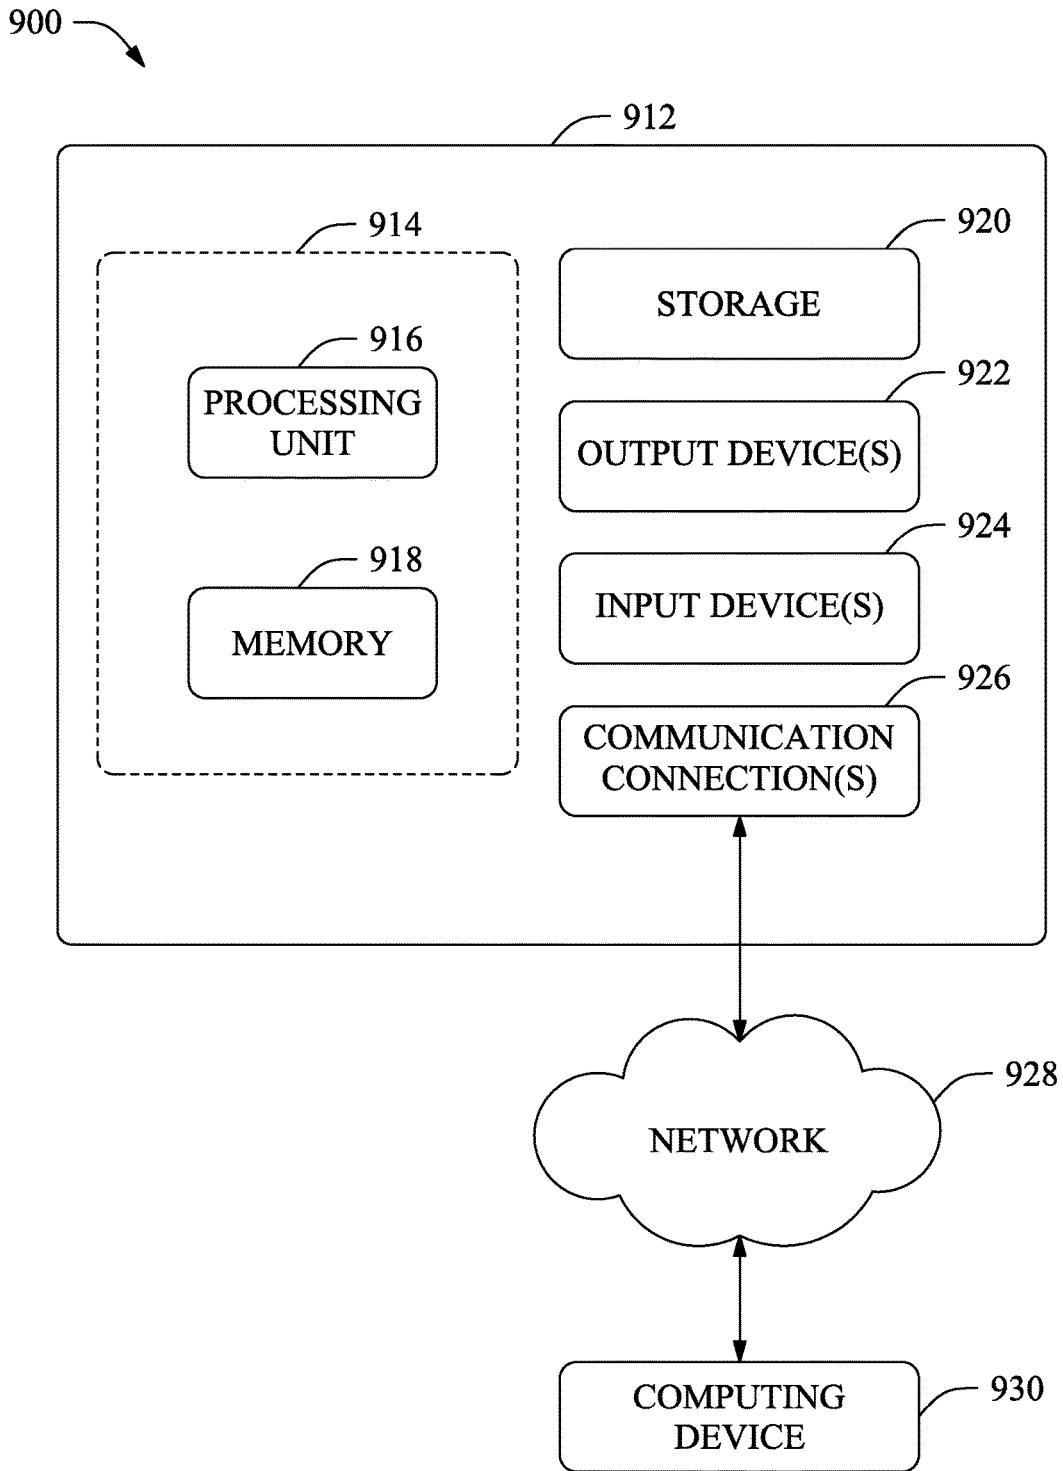 900
912
914
916
PROCESSING
UNIT
918
MEMORY
920
STORAGE
922
OUTPUT DEVICE(S)
924
INPUT DEVICE(S)
926
COMMUNICATION
CONNECTION(S)
928
NETWORK
930
COMPUTING
DEVICE